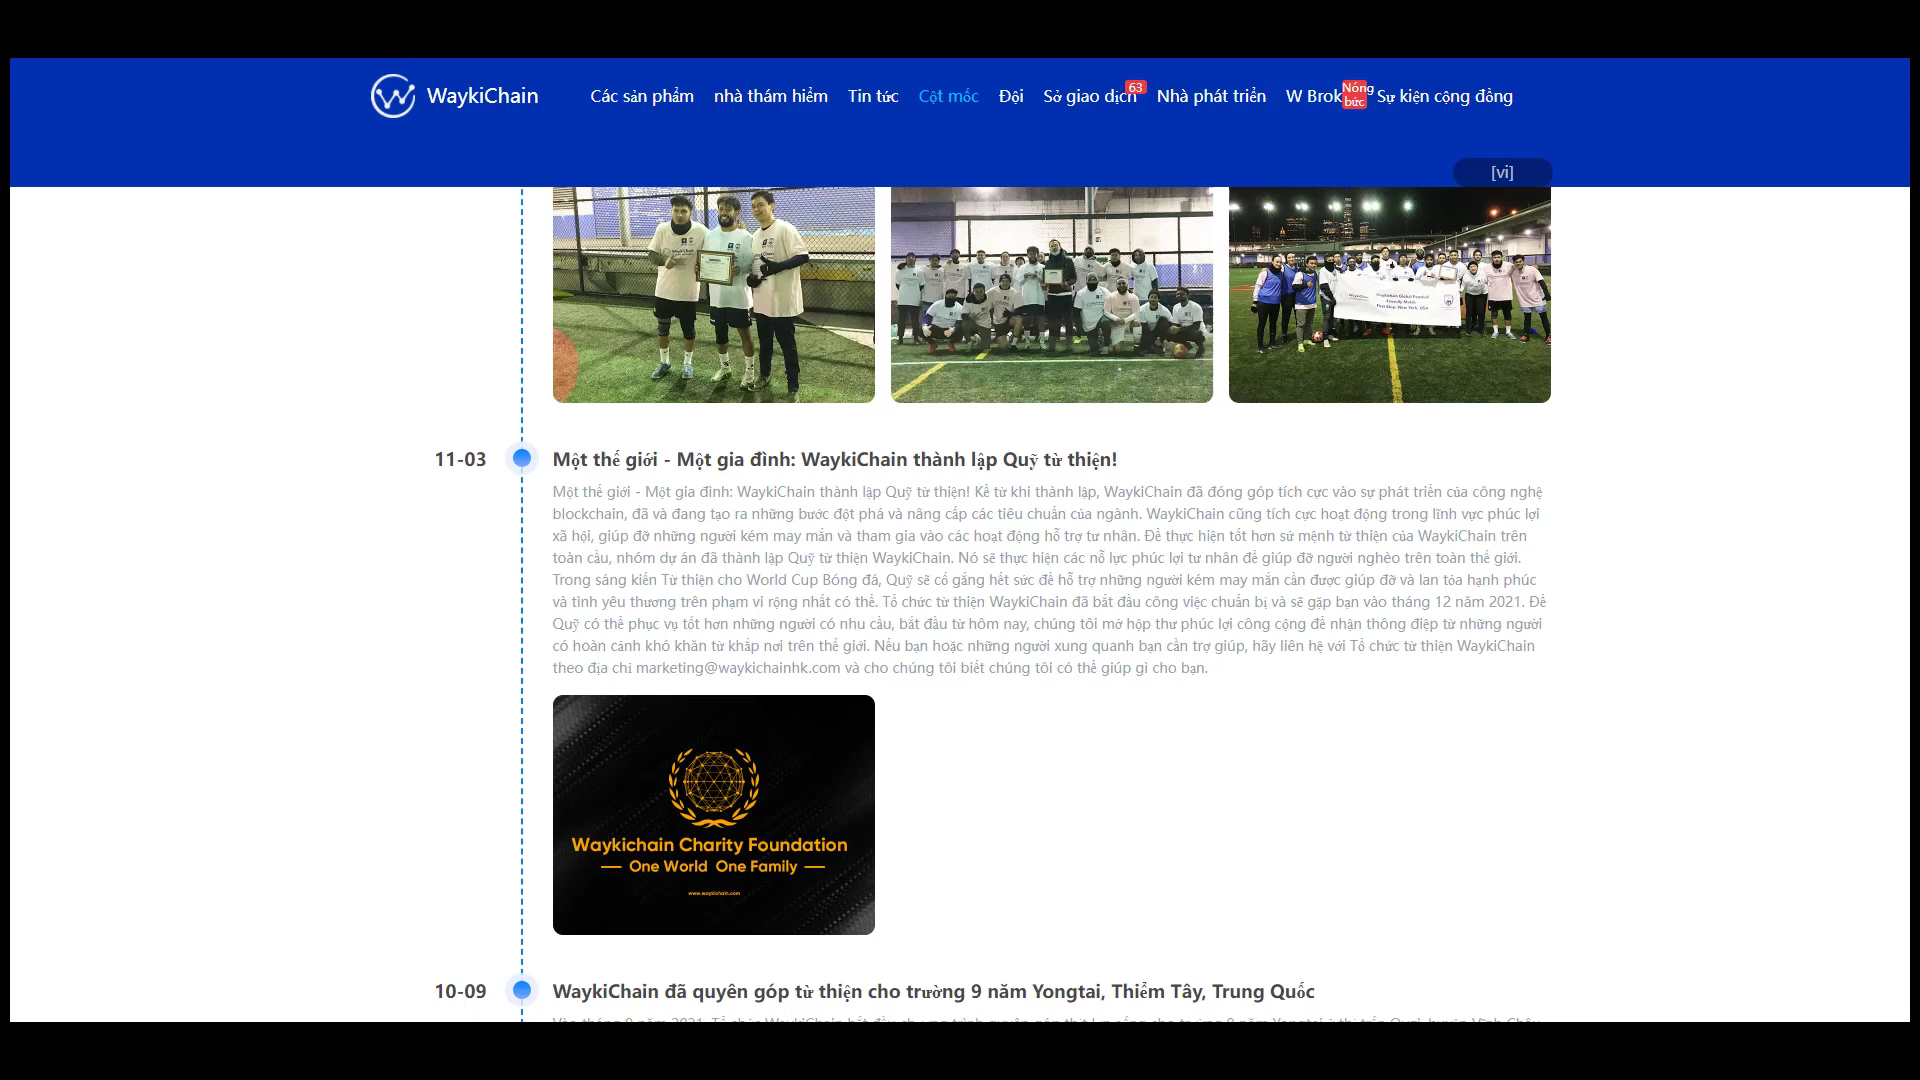 WaykiChain
Các sản phẩm
nhà thám hiểm
Tin tức
Cột mốc
Đội
Sở giao dịch
63
Nhà phát triển
W Brok
Nóng
bức
Sự kiện cộng đồng
[vi]
Waykichain Global Football
Friendly Match
First Stop, New York, USA
11-03
Một thế giới - Một gia đình: WaykiChain thành lập Quỹ từ thiện!
Một thế giới - Một gia đình: WaykiChain thành lập Quỹ từ thiện! Kể từ khi thành lập, WaykiChain đã đóng góp tích cực vào sự phát triển của công nghệ
blockchain, đã và đang tạo ra những bước đột phá và nâng cấp các tiêu chuẩn của ngành. WaykiChain cũng tích cực hoạt động trong lĩnh vực phúc lợi
xã hội, giúp đỡ những người kém may mắn và tham gia vào các hoạt động hỗ trợ tư nhân. Để thực hiện tốt hơn sứ mệnh từ thiện của WaykiChain trên
toàn cầu, nhóm dự án đã thành lập Quỹ từ thiện WaykiChain. Nó sẽ thực hiện các nỗ lực phúc lợi tư nhân để giúp đỡ người nghèo trên toàn thế giới.
Trong sáng kiến Từ thiện cho World Cup Bóng đá, Quỹ sẽ cố gắng hết sức để hỗ trợ những người kém may mắn cần được giúp đỡ và lan tỏa hạnh phúc
và tình yêu thương trên phạm vi rộng nhất có thể. Tổ chức từ thiện WaykiChain đã bắt đầu công việc chuẩn bị và sẽ gặp bạn vào tháng 12 năm 2021. Để
Quỹ có thể phục vụ tốt hơn những người có nhu cầu, bắt đầu từ hôm nay, chúng tôi mở hộp thư phúc lợi công cộng để nhận thông điệp từ những người
có hoàn cảnh khó khăn từ khắp nơi trên thế giới. Nếu bạn hoặc những người xung quanh bạn cần trợ giúp, hãy liên hệ với Tổ chức từ thiện WaykiChain
theo địa chỉ marketing@waykichainhk.com và cho chúng tôi biết chúng tôi có thể giúp gì cho bạn.
Waykichain Charity Foundation
One World One Family
www.waykichain.com
10-09
WaykiChain đã quyên góp từ thiện cho trường 9 năm Yongtai, Thiểm Tây, Trung Quốc